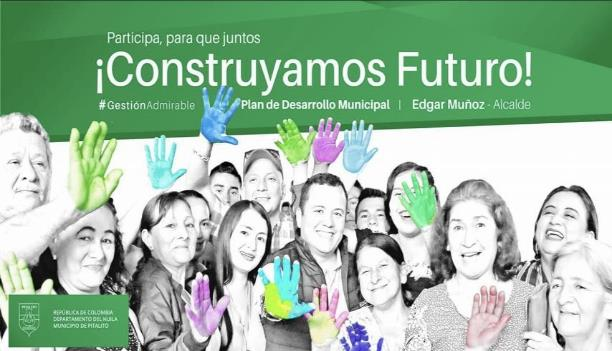 Participa, para que juntos
¡Construyamos Futuro!
#GestiónAdmirable Plan de Desarrollo Municipal | Edgar Muñoz - Alcalde
REPÚBLICA DE COLOMBIA
DEPARTAMENTO DEL HUILA
MUNICIPIO DE PITALITO